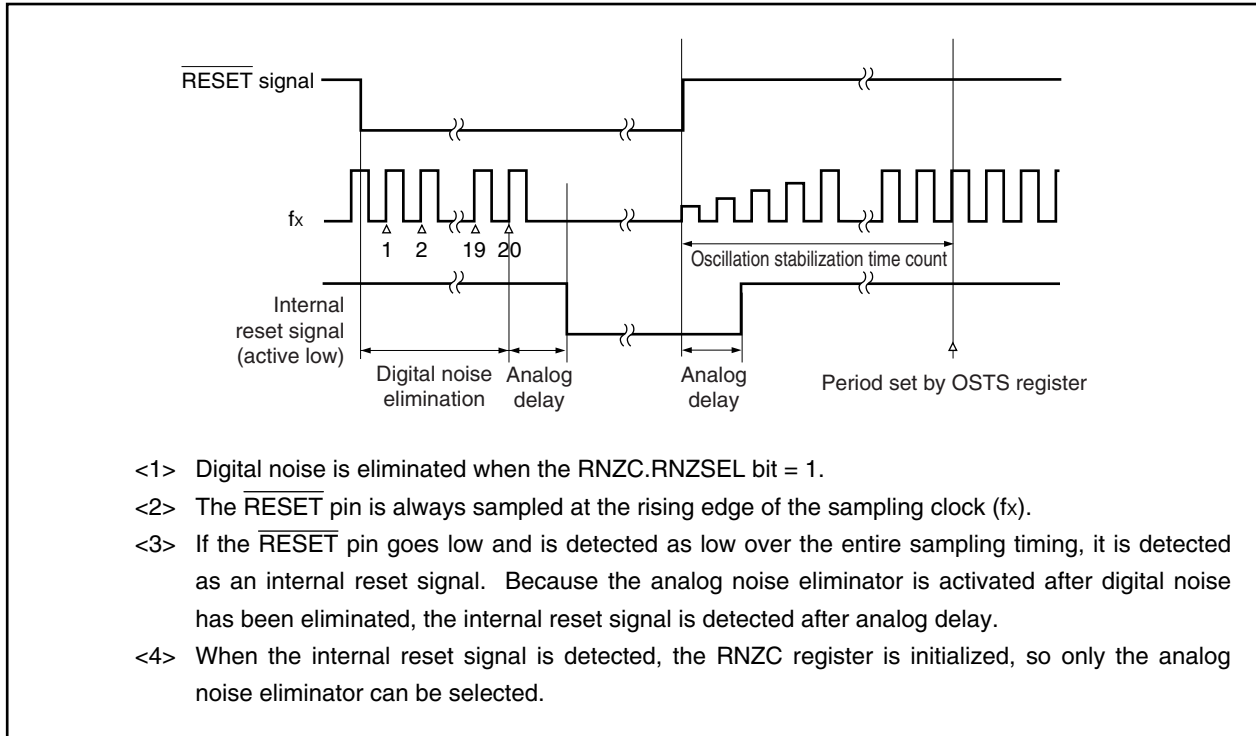 RESET signal
fx
1 2 19 20
Oscillation stabilization time count
Internal
reset signal
(active low)
Digital noise
elimination
Analog
delay
Analog
delay
Period set by OSTS register
<1> Digital noise is eliminated when the RNZC.RNZSEL bit = 1.
<2> The RESET pin is always sampled at the rising edge of the sampling clock (fx).
<3> If the RESET pin goes low and is detected as low over the entire sampling timing, it is detected
as an internal reset signal. Because the analog noise eliminator is activated after digital noise
has been eliminated, the internal reset signal is detected after analog delay.
<4> When the internal reset signal is detected, the RNZC register is initialized, so only the analog
noise eliminator can be selected.